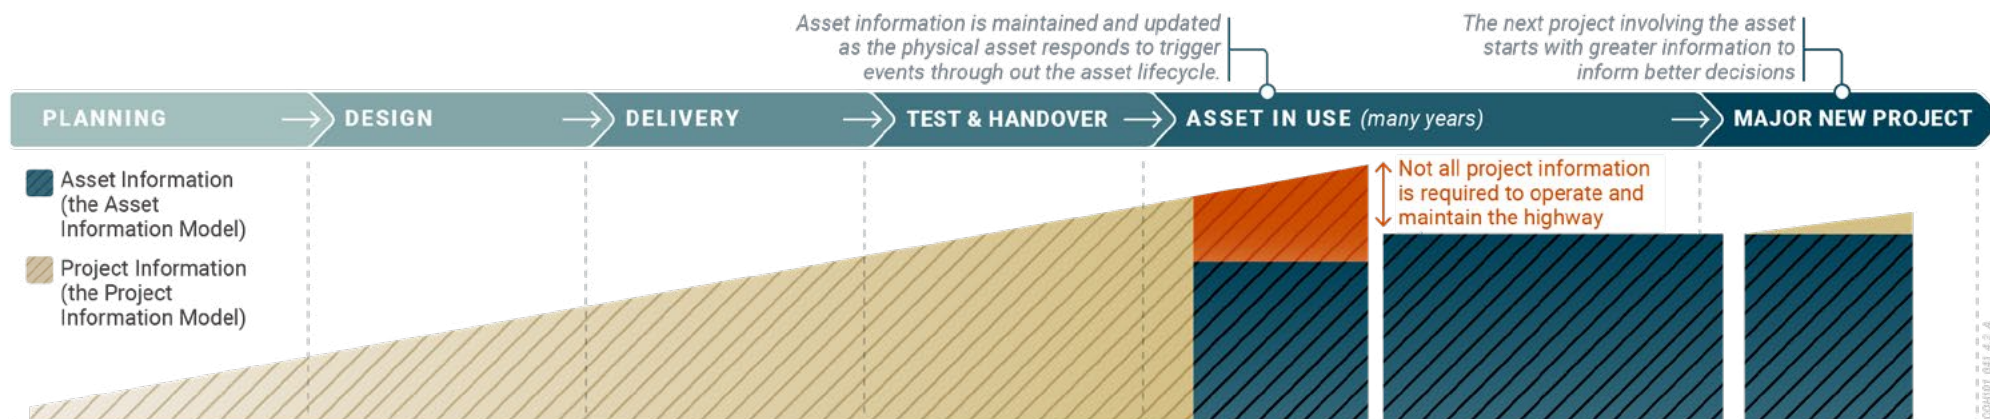 Asset information is maintained and updated
as the physical asset responds to trigger
events through out the asset lifecycle.
The next project involving the asset
starts with greater information to
inform better decisions
PLANNING
DESIGN
DELIVERY
TEST & HANDOVER
ASSET IN USE (many years)
MAJOR NEW PROJECT
Asset Information
(the Asset
Information Model)
Project Information
(the Project
Information Model)
Not all project information
is required to operate and
maintain the highway